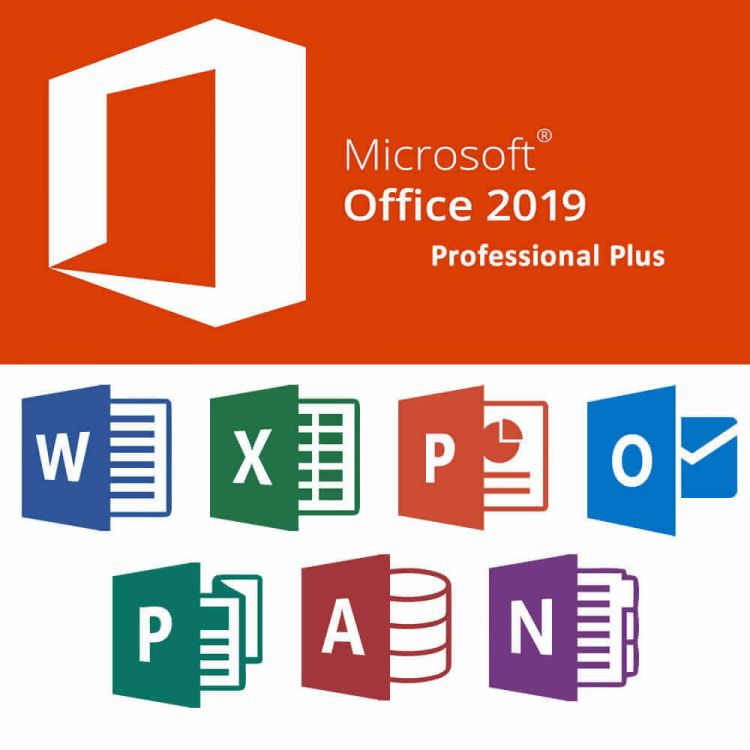 Microsoft®
Office 2019
Professional Plus
W X P O
P A N